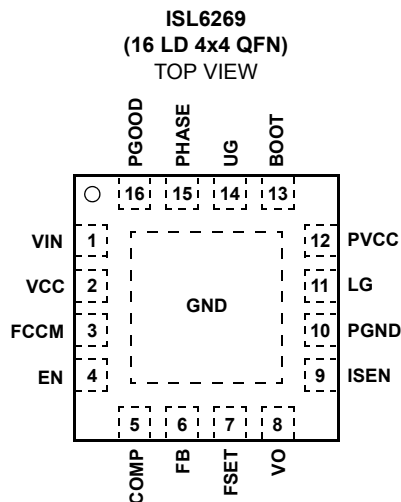 ISL6269
(16 LD 4x4 QFN)
TOP VIEW
PGOOD
PHASE
UG
BOOT
16
15
14
13
VIN 1
12 PVCC
VCC 2
11 LG
GND
FCCM 3
10 PGND
EN 4
9 ISEN
5
6
7
8
COMP
FB
FSET
VO